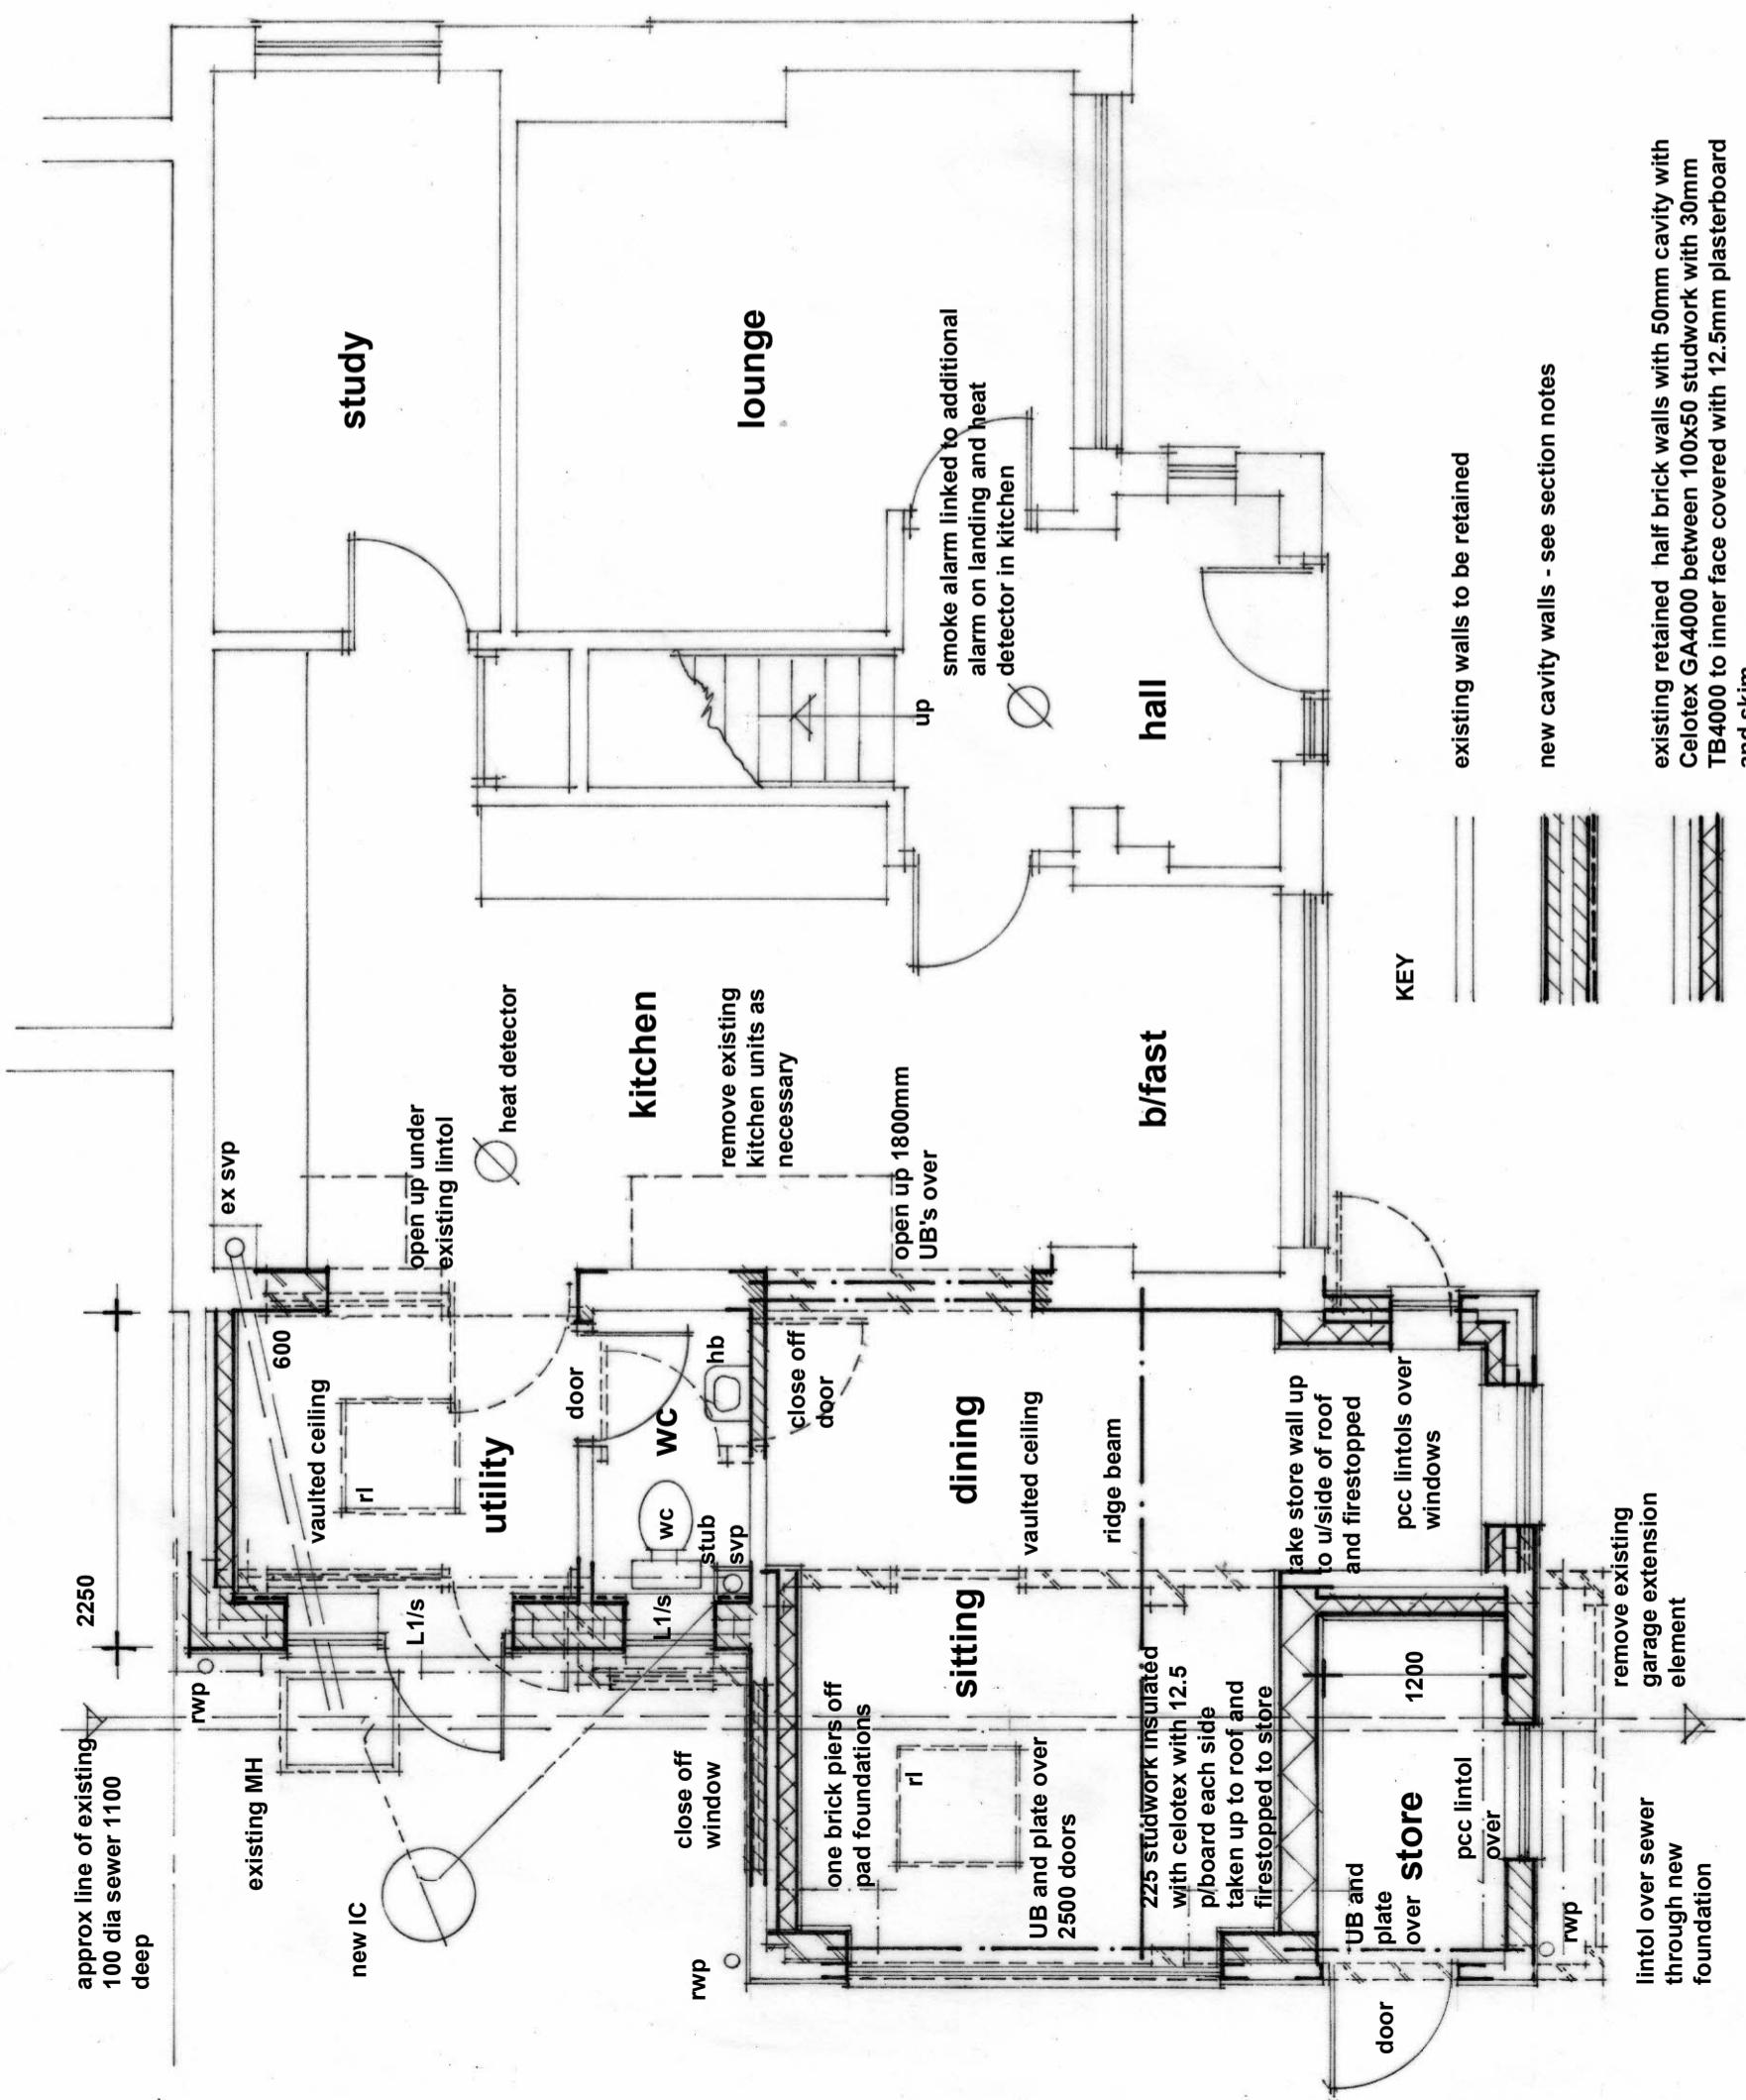 approx line of existing
100 dia sewer 1100
deep
2250
existing MH
new IC
rwp
rwp
600
vaulted ceiling
rl
utility
L1/s
L1/s
ex svp
open up under
existing lintol
heat detector
study
door
wc
wc
hb
stub
svp
close off
window
close off
door
kitchen
remove existing
kitchen units as
necessary
open up 1800mm
UB's over
lounge
smoke alarm linked to additional
alarm on landing and heat
detector in kitchen
up
hall
one brick piers off
pad foundations
rl
sitting
dining
vaulted ceiling
ridge beam
UB and plate over
2500 doors
225 studwork insulated
with celotex with 12.5
p/board each side
taken up to roof and
firestopped to store
b/fast
take store wall up
to u/side of roof
and firestopped
pcc lintols over
windows
UB and
plate
over
store
pcc lintol
over
1200
door
rwp
lintol over sewer
through new
foundation
remove existing
garage extension
element
KEY
existing walls to be retained
new cavity walls - see section notes
existing retained half brick walls with 50mm cavity with
Celotex GA4000 between 100x50 studwork with 30mm
TB4000 to inner face covered with 12.5mm plasterboard
and skim